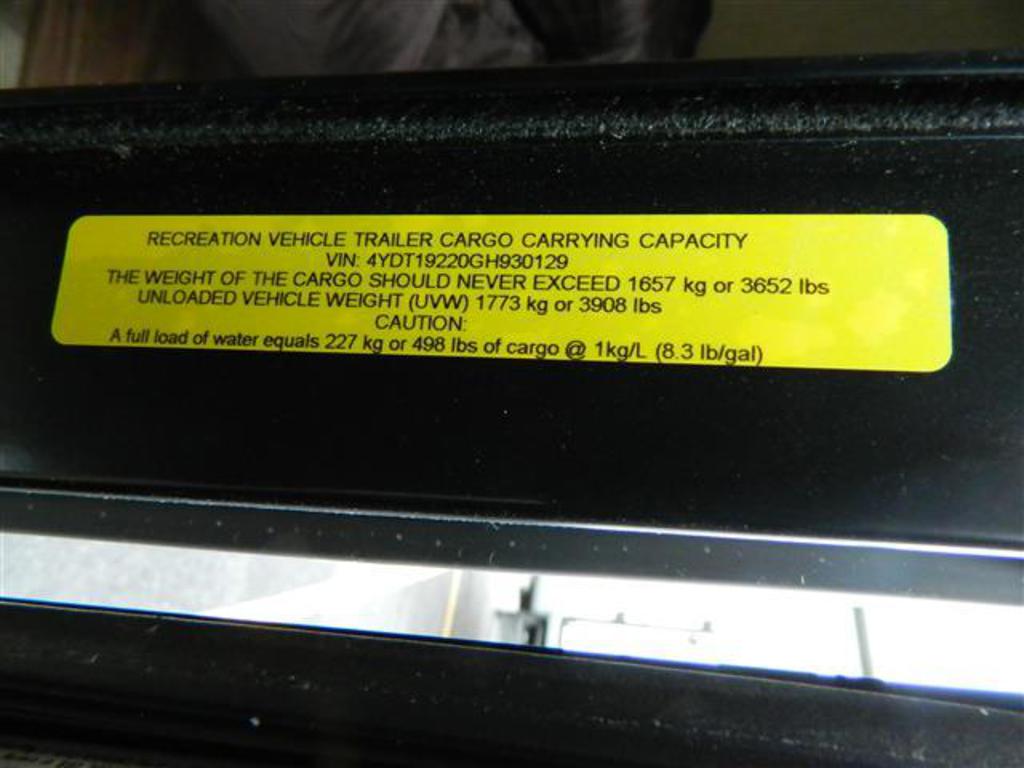 RECREATION VEHICLE TRAILER CARGO CARRYING CAPACITY
VIN: 4YDT19220GH930129
THE WEIGHT OF THE CARGO SHOULD NEVER EXCEED 1657 kg or 3652 lbs
UNLOADED VEHICLE WEIGHT (UVW) 1773 kg or 3908 lbs
CAUTION:
A full load of water equals 227 kg or 498 lbs of cargo @ 1kg/L (8.3 lb/gal)